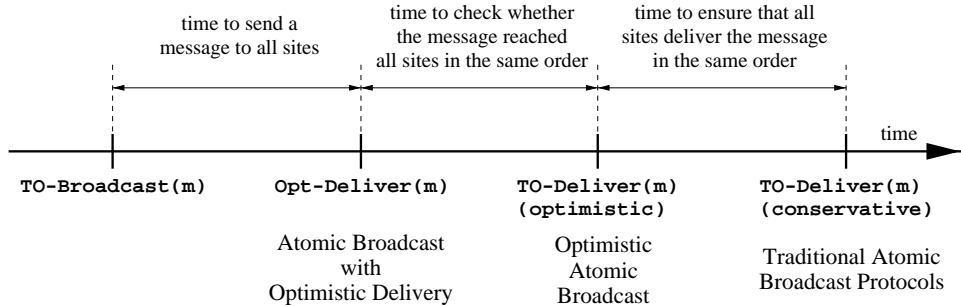 time to send a
message to all sites
time to check whether
the message reached
all sites in the same order
time to ensure that all
sites deliver the message
in the same order
time
TO-Broadcast(m)
Opt-Deliver(m)
TO-Deliver(m)
(optimistic)
TO-Deliver(m)
(conservative)
Atomic Broadcast
with
Optimistic Delivery
Optimistic
Atomic
Broadcast
Traditional Atomic
Broadcast Protocols